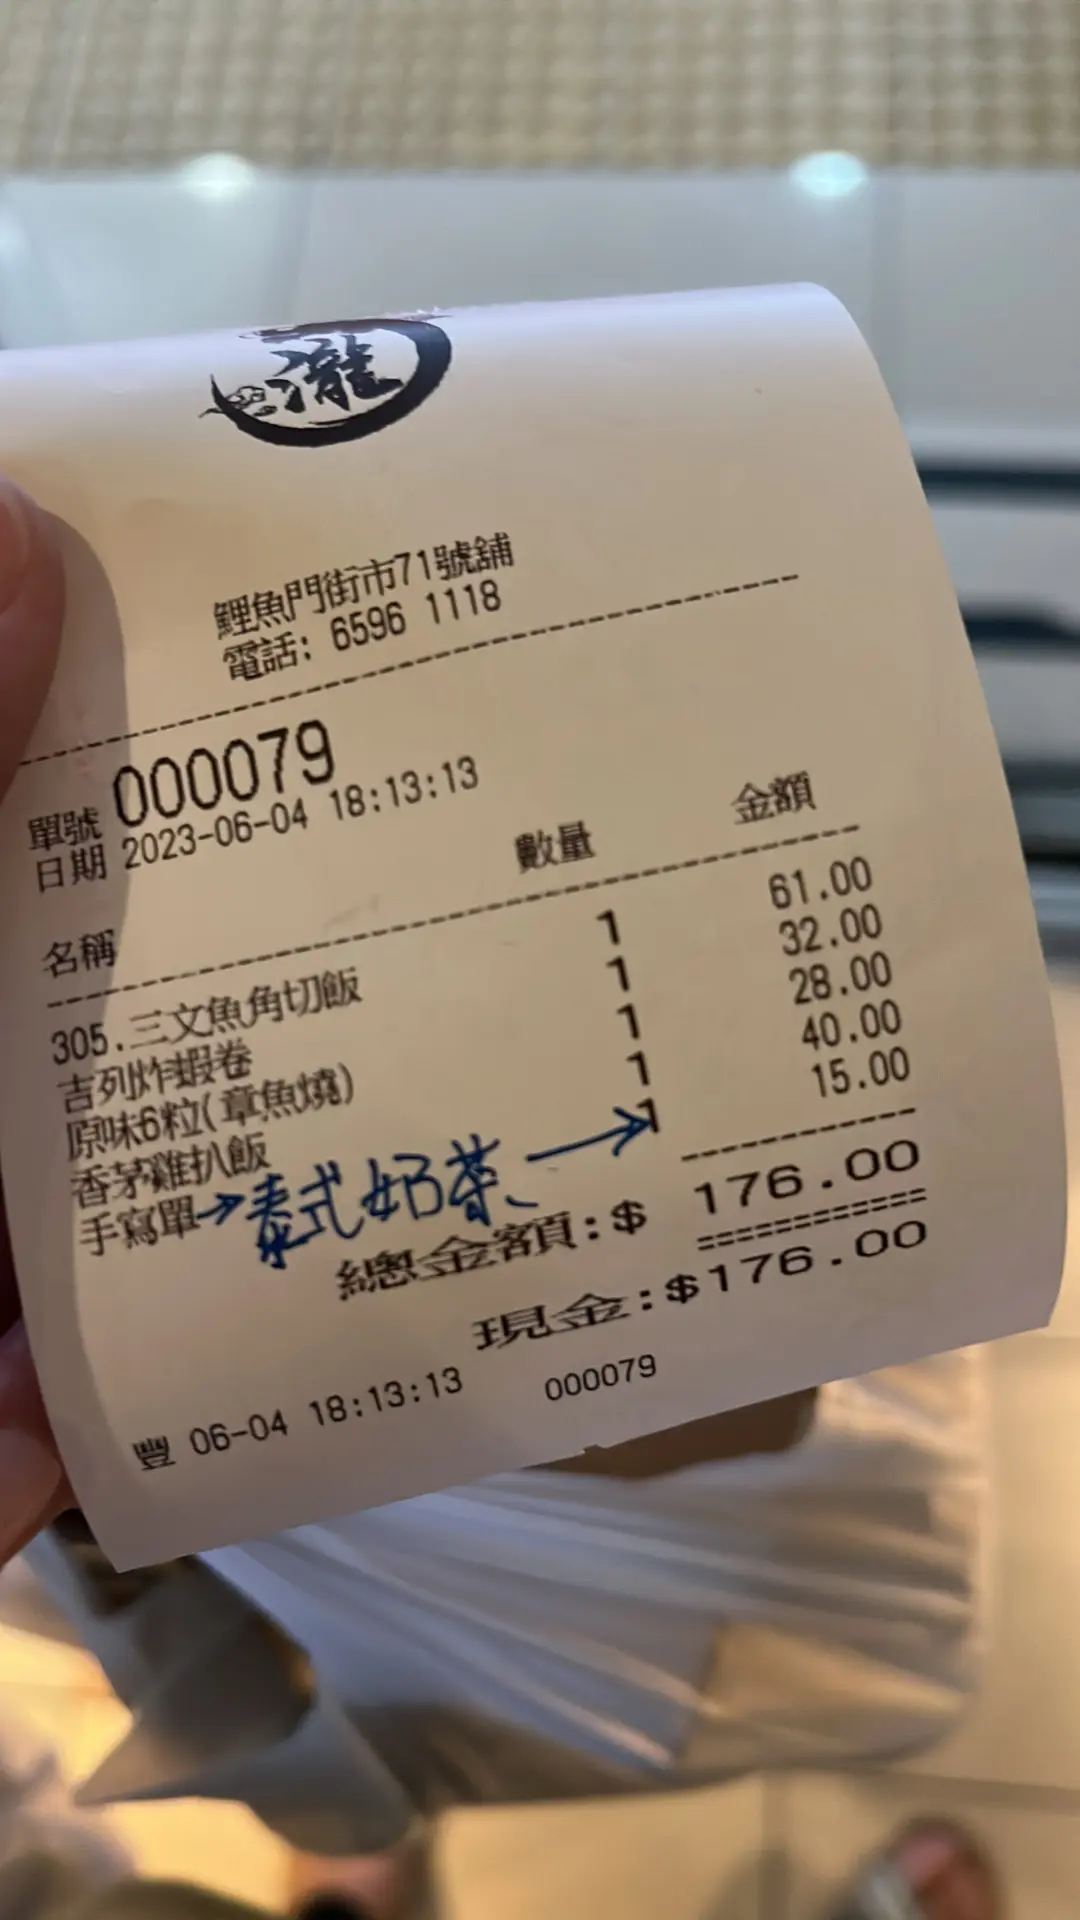 瀧
鯉魚門街市71號舖
電話: 6596 1118
單號 000079
日期 2023-06-04 18:13:13
名稱 數量 金額
305.三文魚角切飯 1 61.00
吉列炸蝦卷 1 32.00
原味6粒(章魚燒) 1 28.00
香茅雞扒飯 1 40.00
手寫單→泰式奶茶→ 1 15.00
總金額:$ 176.00
現金:$176.00
豐 06-04 18:13:13 000079